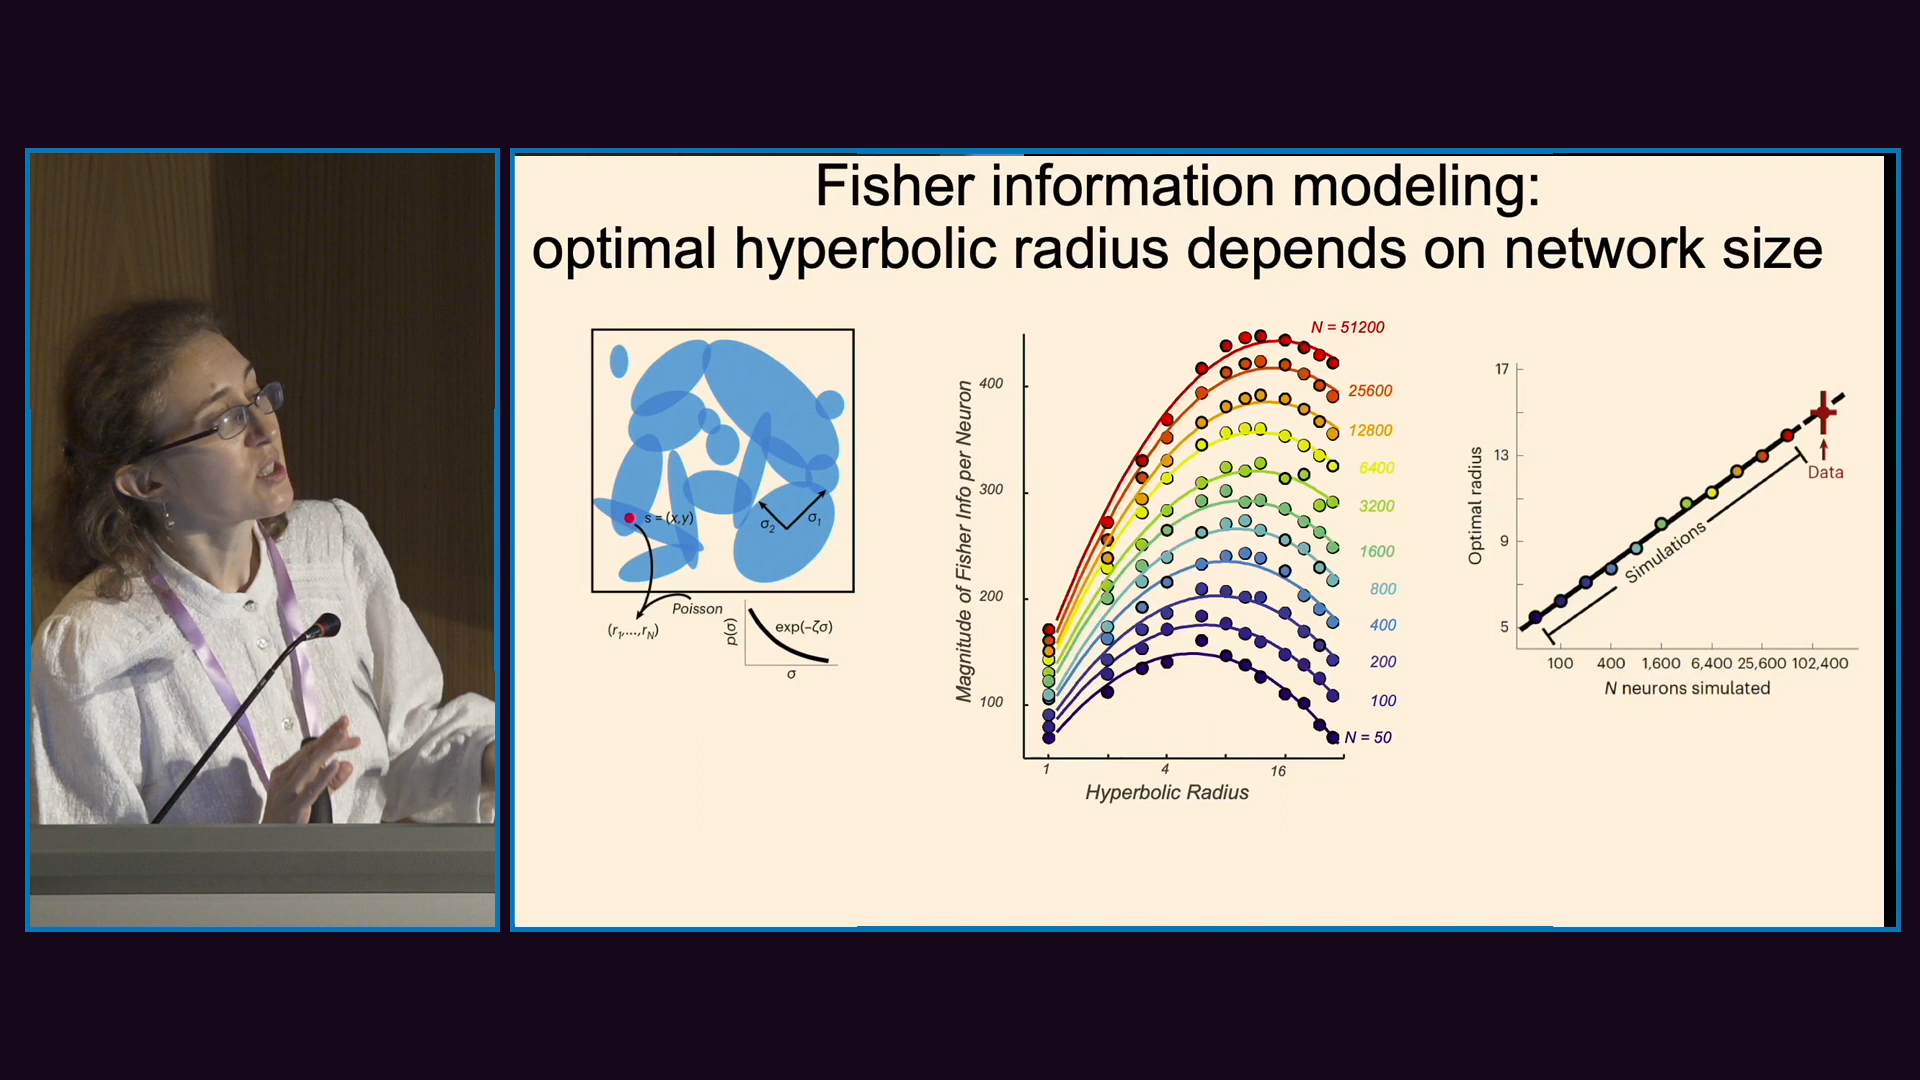 Fisher information modeling:
optimal hyperbolic radius depends on network size
s = (x,y)
σ2
σ1
(r1,...,rN)
Poisson
p(σ)
exp(−ζσ)
σ
Magnitude of Fisher Info per Neuron
400
300
200
100
1
4
16
Hyperbolic Radius
N = 51200
25600
12800
6400
3200
1600
800
400
200
100
N = 50
Optimal radius
17
13
9
5
Simulations
Data
100 400 1,600 6,400 25,600 102,400
N neurons simulated